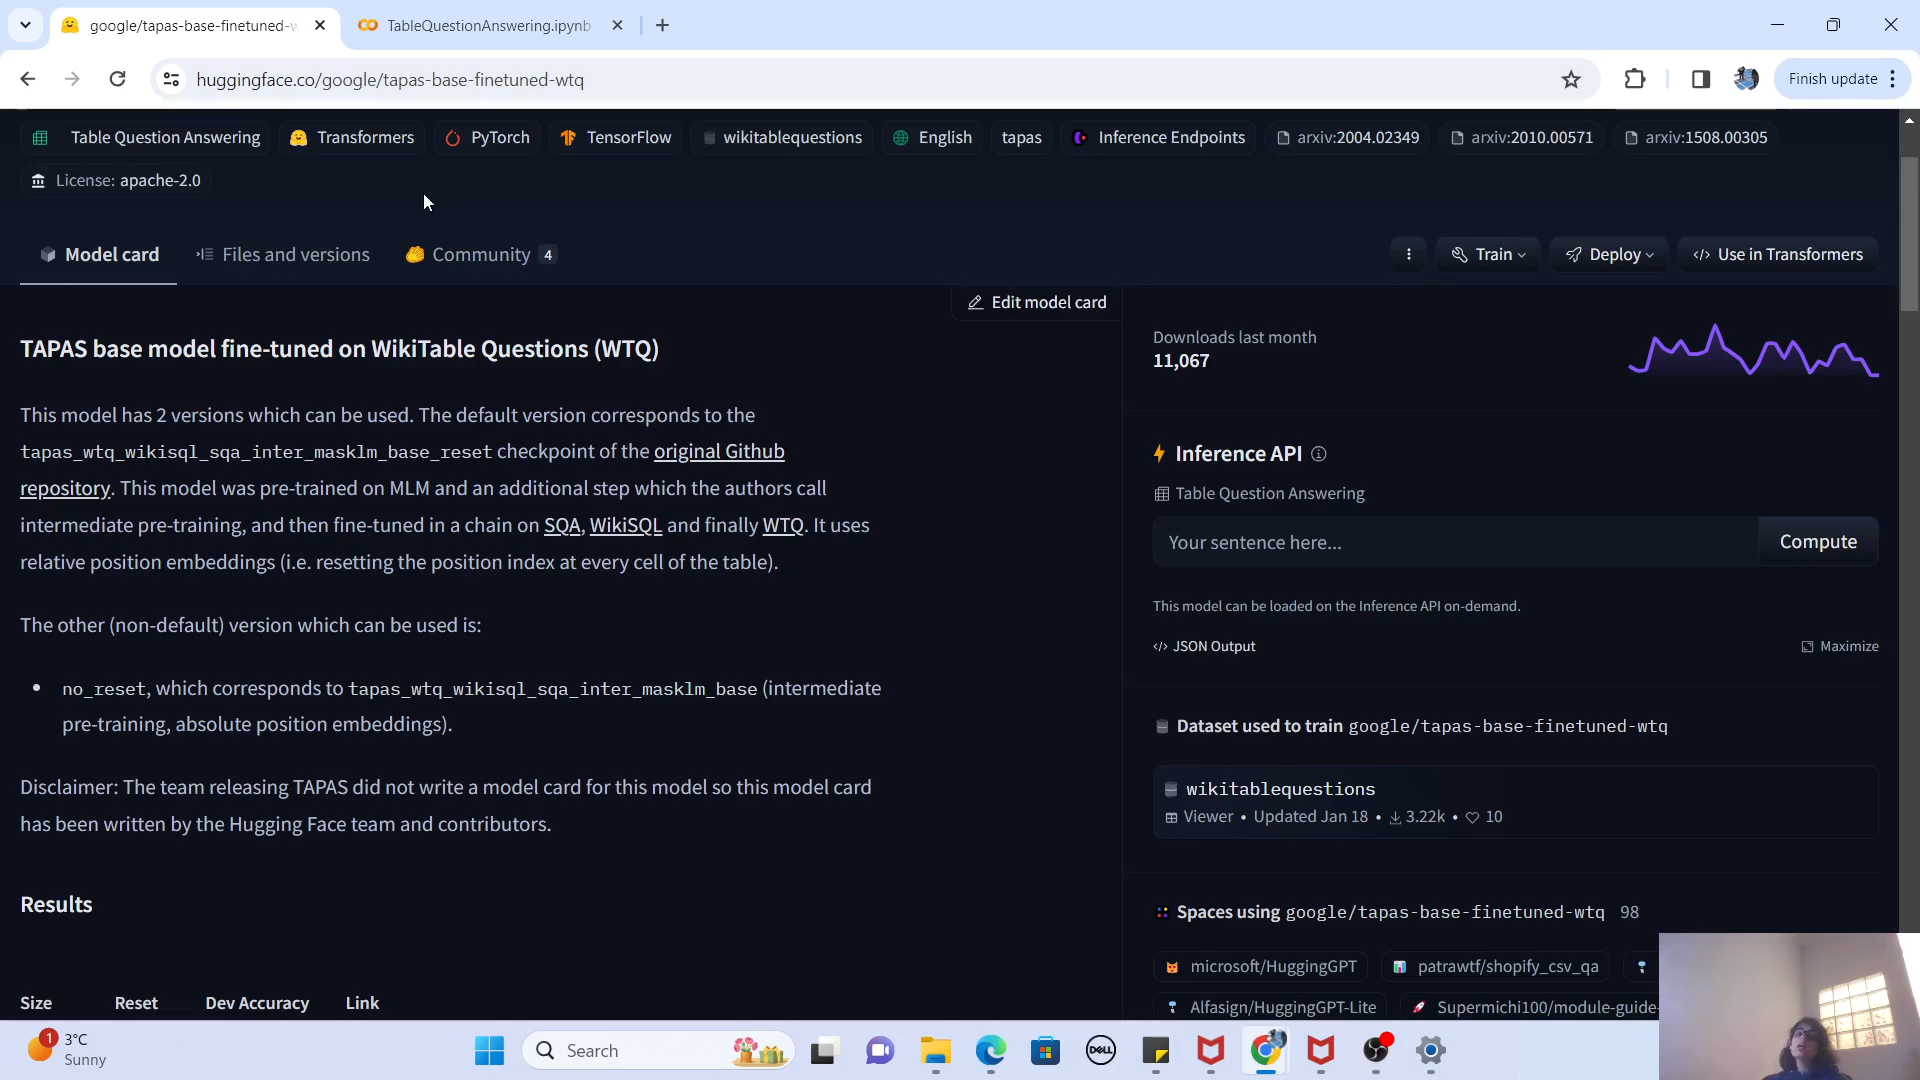 google/tapas-base-finetuned-w
TableQuestionAnswering.ipynb
huggingface.co/google/tapas-base-finetuned-wtq
Finish update
Table Question Answering
Transformers
PyTorch
TensorFlow
wikitablequestions
English
tapas
Inference Endpoints
arxiv:2004.02349
arxiv:2010.00571
arxiv:1508.00305
License: apache-2.0
Model card
Files and versions
Community 4
Train
Deploy
</> Use in Transformers
Edit model card
TAPAS base model fine-tuned on WikiTable Questions (WTQ)
This model has 2 versions which can be used. The default version corresponds to the
tapas_wtq_wikisql_sqa_inter_masklm_base_reset checkpoint of the original Github
repository. This model was pre-trained on MLM and an additional step which the authors call
intermediate pre-training, and then fine-tuned in a chain on SQA, WikiSQL and finally WTQ. It uses
relative position embeddings (i.e. resetting the position index at every cell of the table).
The other (non-default) version which can be used is:
• no_reset, which corresponds to tapas_wtq_wikisql_sqa_inter_masklm_base (intermediate
pre-training, absolute position embeddings).
Disclaimer: The team releasing TAPAS did not write a model card for this model so this model card
has been written by the Hugging Face team and contributors.
Results
Size Reset Dev Accuracy Link
Downloads last month
11,067
Inference API
Table Question Answering
Your sentence here...
Compute
This model can be loaded on the Inference API on-demand.
</> JSON Output
Maximize
Dataset used to train google/tapas-base-finetuned-wtq
wikitablequestions
Viewer • Updated Jan 18 • 3.22k • 10
Spaces using google/tapas-base-finetuned-wtq 98
microsoft/HuggingGPT
patrawtf/shopify_csv_qa
Alfasign/HuggingGPT-Lite
Supermichi100/module-guide-
1
3°C
Sunny
Search
DELL